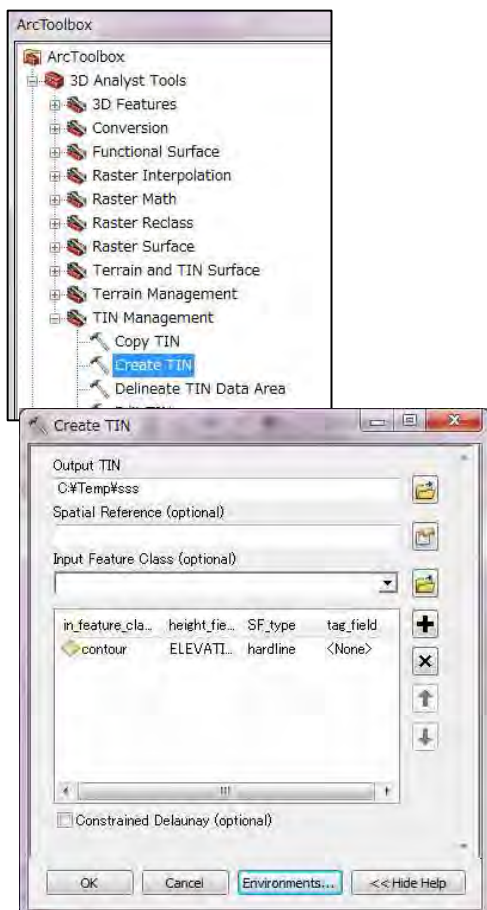 ArcToolbox
ArcToolbox
3D Analyst Tools
3D Features
Conversion
Functional Surface
Raster Interpolation
Raster Math
Raster Reclass
Raster Surface
Terrain and TIN Surface
Terrain Management
TIN Management
Copy TIN
Create TIN
Delineate TIN Data Area
Create TIN
Output TIN
C:¥Temp¥sss
Spatial Reference (optional)
Input Feature Class (optional)
in_feature_cla... height_fie... SF_type tag_field
contour ELEVATI... hardline <None>
Constrained Delaunay (optional)
OK Cancel Environments... << Hide Help